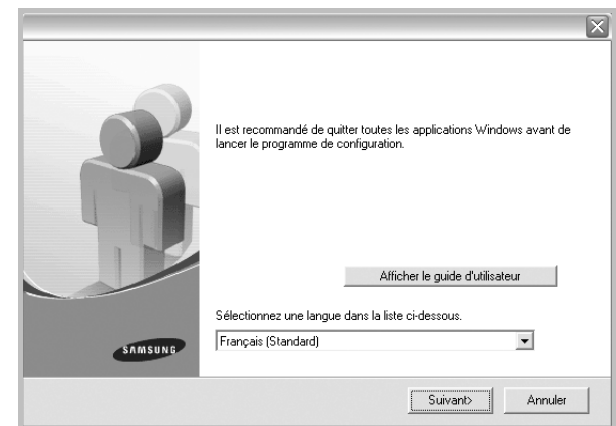 Il est recommandé de quitter toutes les applications Windows avant de
lancer le programme de configuration.
Afficher le guide d'utilisateur
Sélectionnez une langue dans la liste ci-dessous.
Français (Standard)
SAMSUNG
Suivant>
Annuler